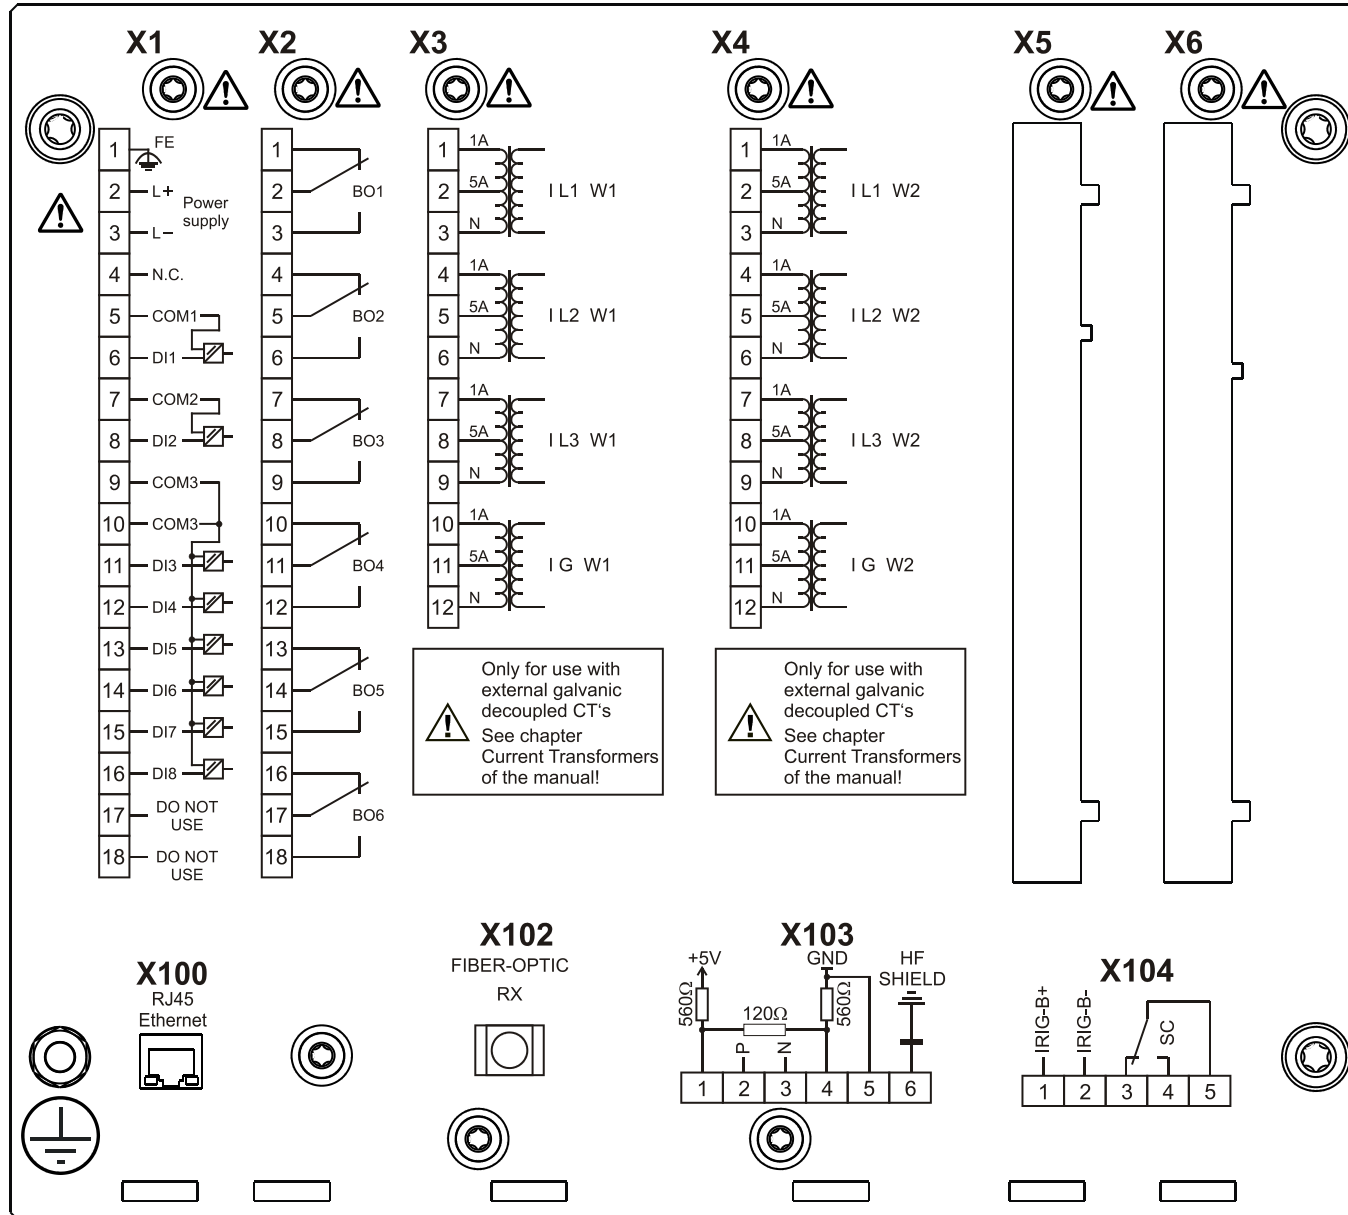 X1 X2 X3 X4 X5 X6
1 FE
2 L+
Power
supply
3 L–
4 N.C.
5 COM1
6 DI1
7 COM2
8 DI2
9 COM3
10 COM3
11 DI3
12 DI4
13 DI5
14 DI6
15 DI7
16 DI8
17 DO NOT
USE
18 DO NOT
USE
1
2 BO1
3
4
5 BO2
6
7
8 BO3
9
10
11 BO4
12
13
14 BO5
15
16
17 BO6
18
1 1A
2 5A I L1 W1
3 N
4 1A
5 5A I L2 W1
6 N
7 1A
8 5A I L3 W1
9 N
10 1A
11 5A I G W1
12 N
Only for use with
external galvanic
decoupled CT‘s
See chapter
Current Transformers
of the manual!
1 1A
2 5A I L1 W2
3 N
4 1A
5 5A I L2 W2
6 N
7 1A
8 5A I L3 W2
9 N
10 1A
11 5A I G W2
12 N
Only for use with
external galvanic
decoupled CT‘s
See chapter
Current Transformers
of the manual!
X100
RJ45
Ethernet
X102
FIBER-OPTIC
RX
X103
+5V GND HF
SHIELD
560Ω 120Ω 560Ω
P N
1 2 3 4 5 6
X104
IRIG-B+ IRIG-B- SC
1 2 3 4 5